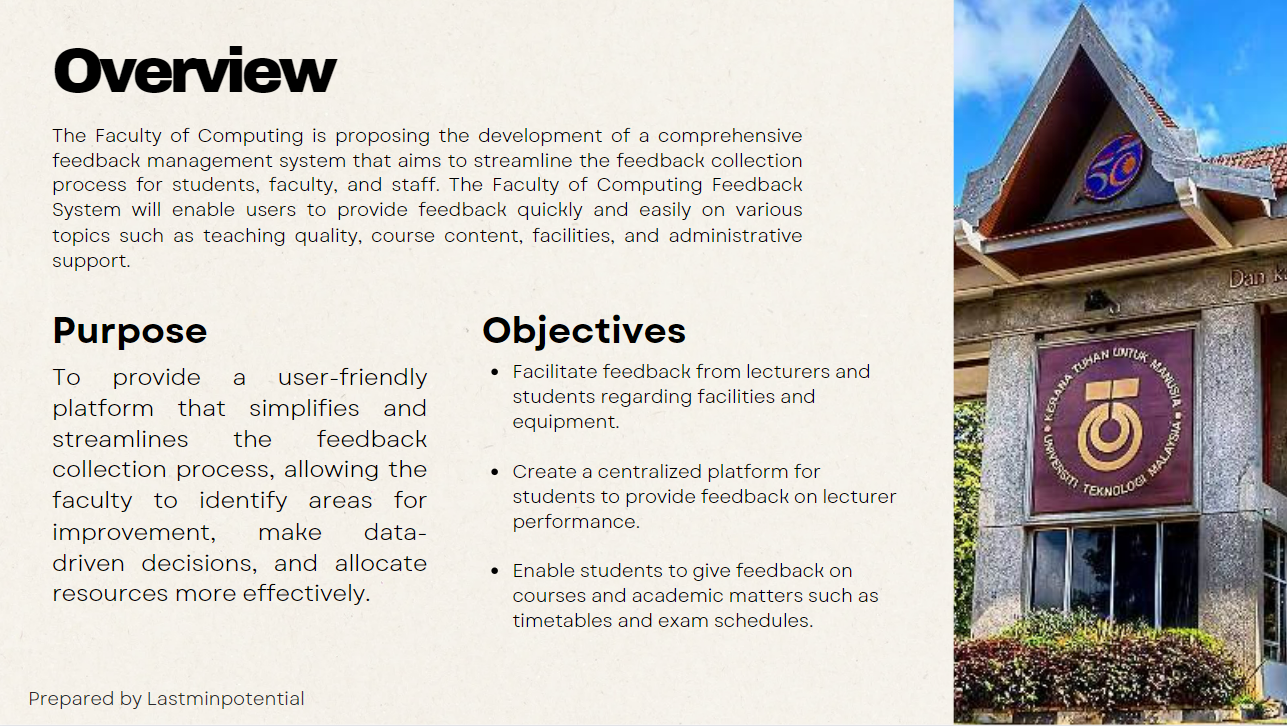 Overview
The Faculty of Computing is proposing the development of a comprehensive
feedback management system that aims to streamline the feedback collection
process for students, faculty, and staff. The Faculty of Computing Feedback
System will enable users to provide feedback quickly and easily on various
topics such as teaching quality, course content, facilities, and administrative
support.
Purpose
To provide a user-friendly
platform that simplifies and
streamlines the feedback
collection process, allowing the
faculty to identify areas for
improvement, make data-
driven decisions, and allocate
resources more effectively.
Objectives
• Facilitate feedback from lecturers and
students regarding facilities and
equipment.
• Create a centralized platform for
students to provide feedback on lecturer
performance.
• Enable students to give feedback on
courses and academic matters such as
timetables and exam schedules.
Prepared by Lastminpotential
Dan
KERANA TUHAN UNTUK MANUSIA
UNIVERSITI TEKNOLOGI MALAYSIA